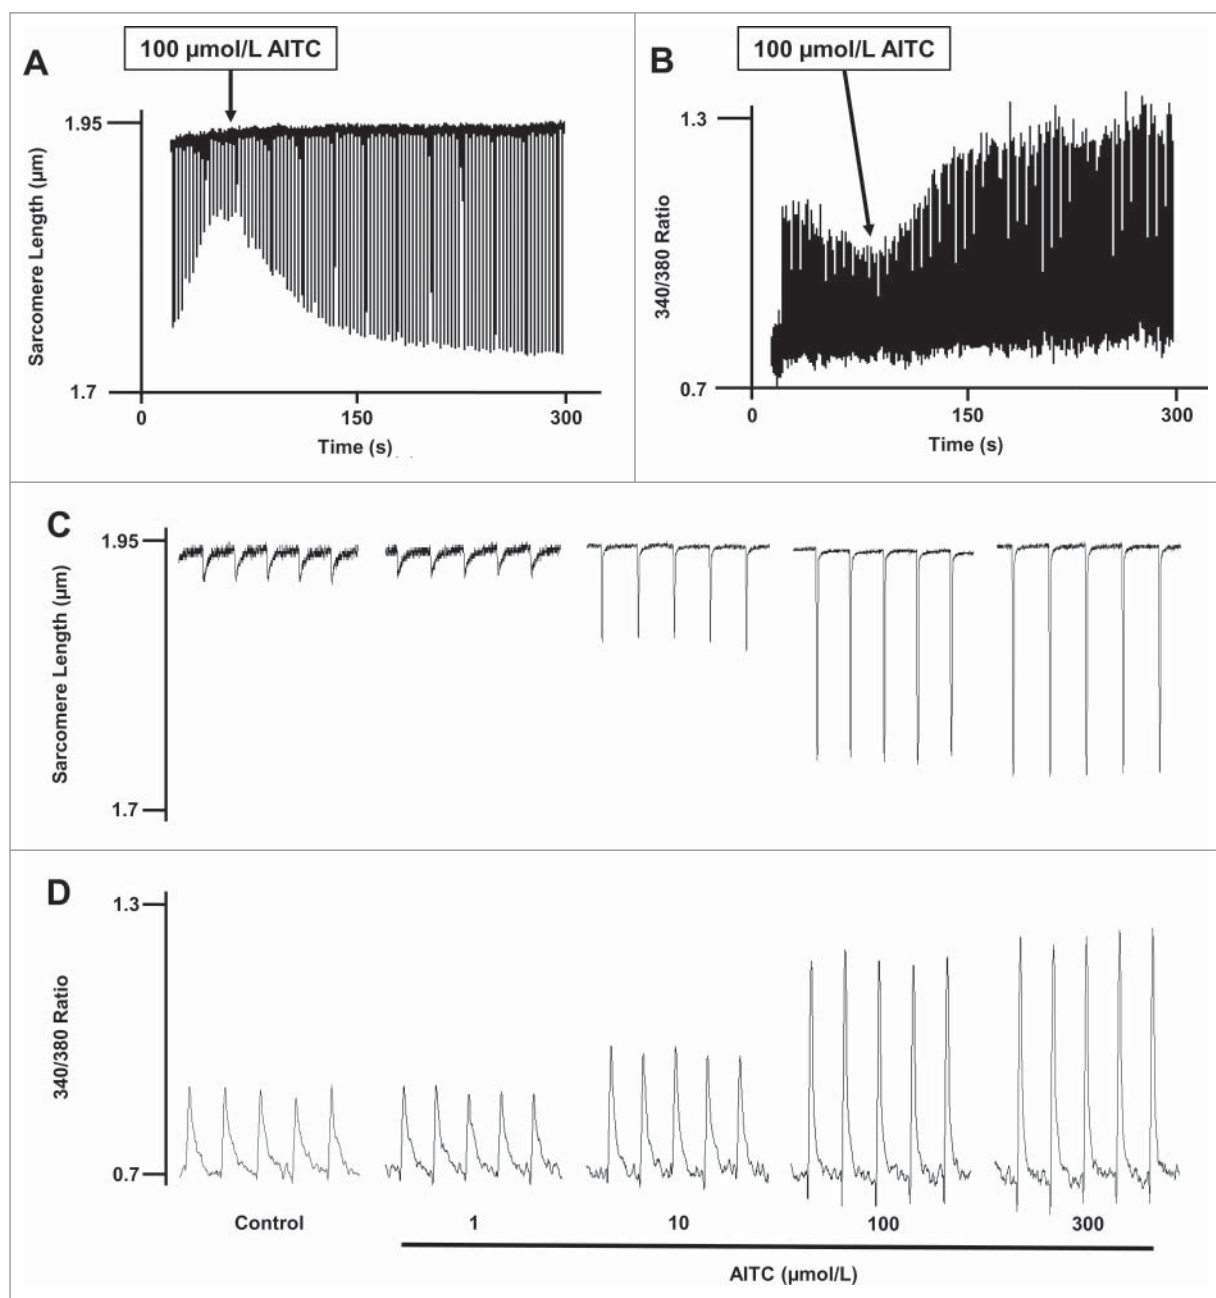 A
100 µmol/L AITC
1.95
Sarcomere Length (µm)
1.7
0
150
300
Time (s)
B
100 µmol/L AITC
1.3
340/380 Ratio
0.7
0
150
300
Time (s)
C
1.95
Sarcomere Length (µm)
1.7
D
1.3
340/380 Ratio
0.7
Control
1
10
100
300
AITC (µmol/L)